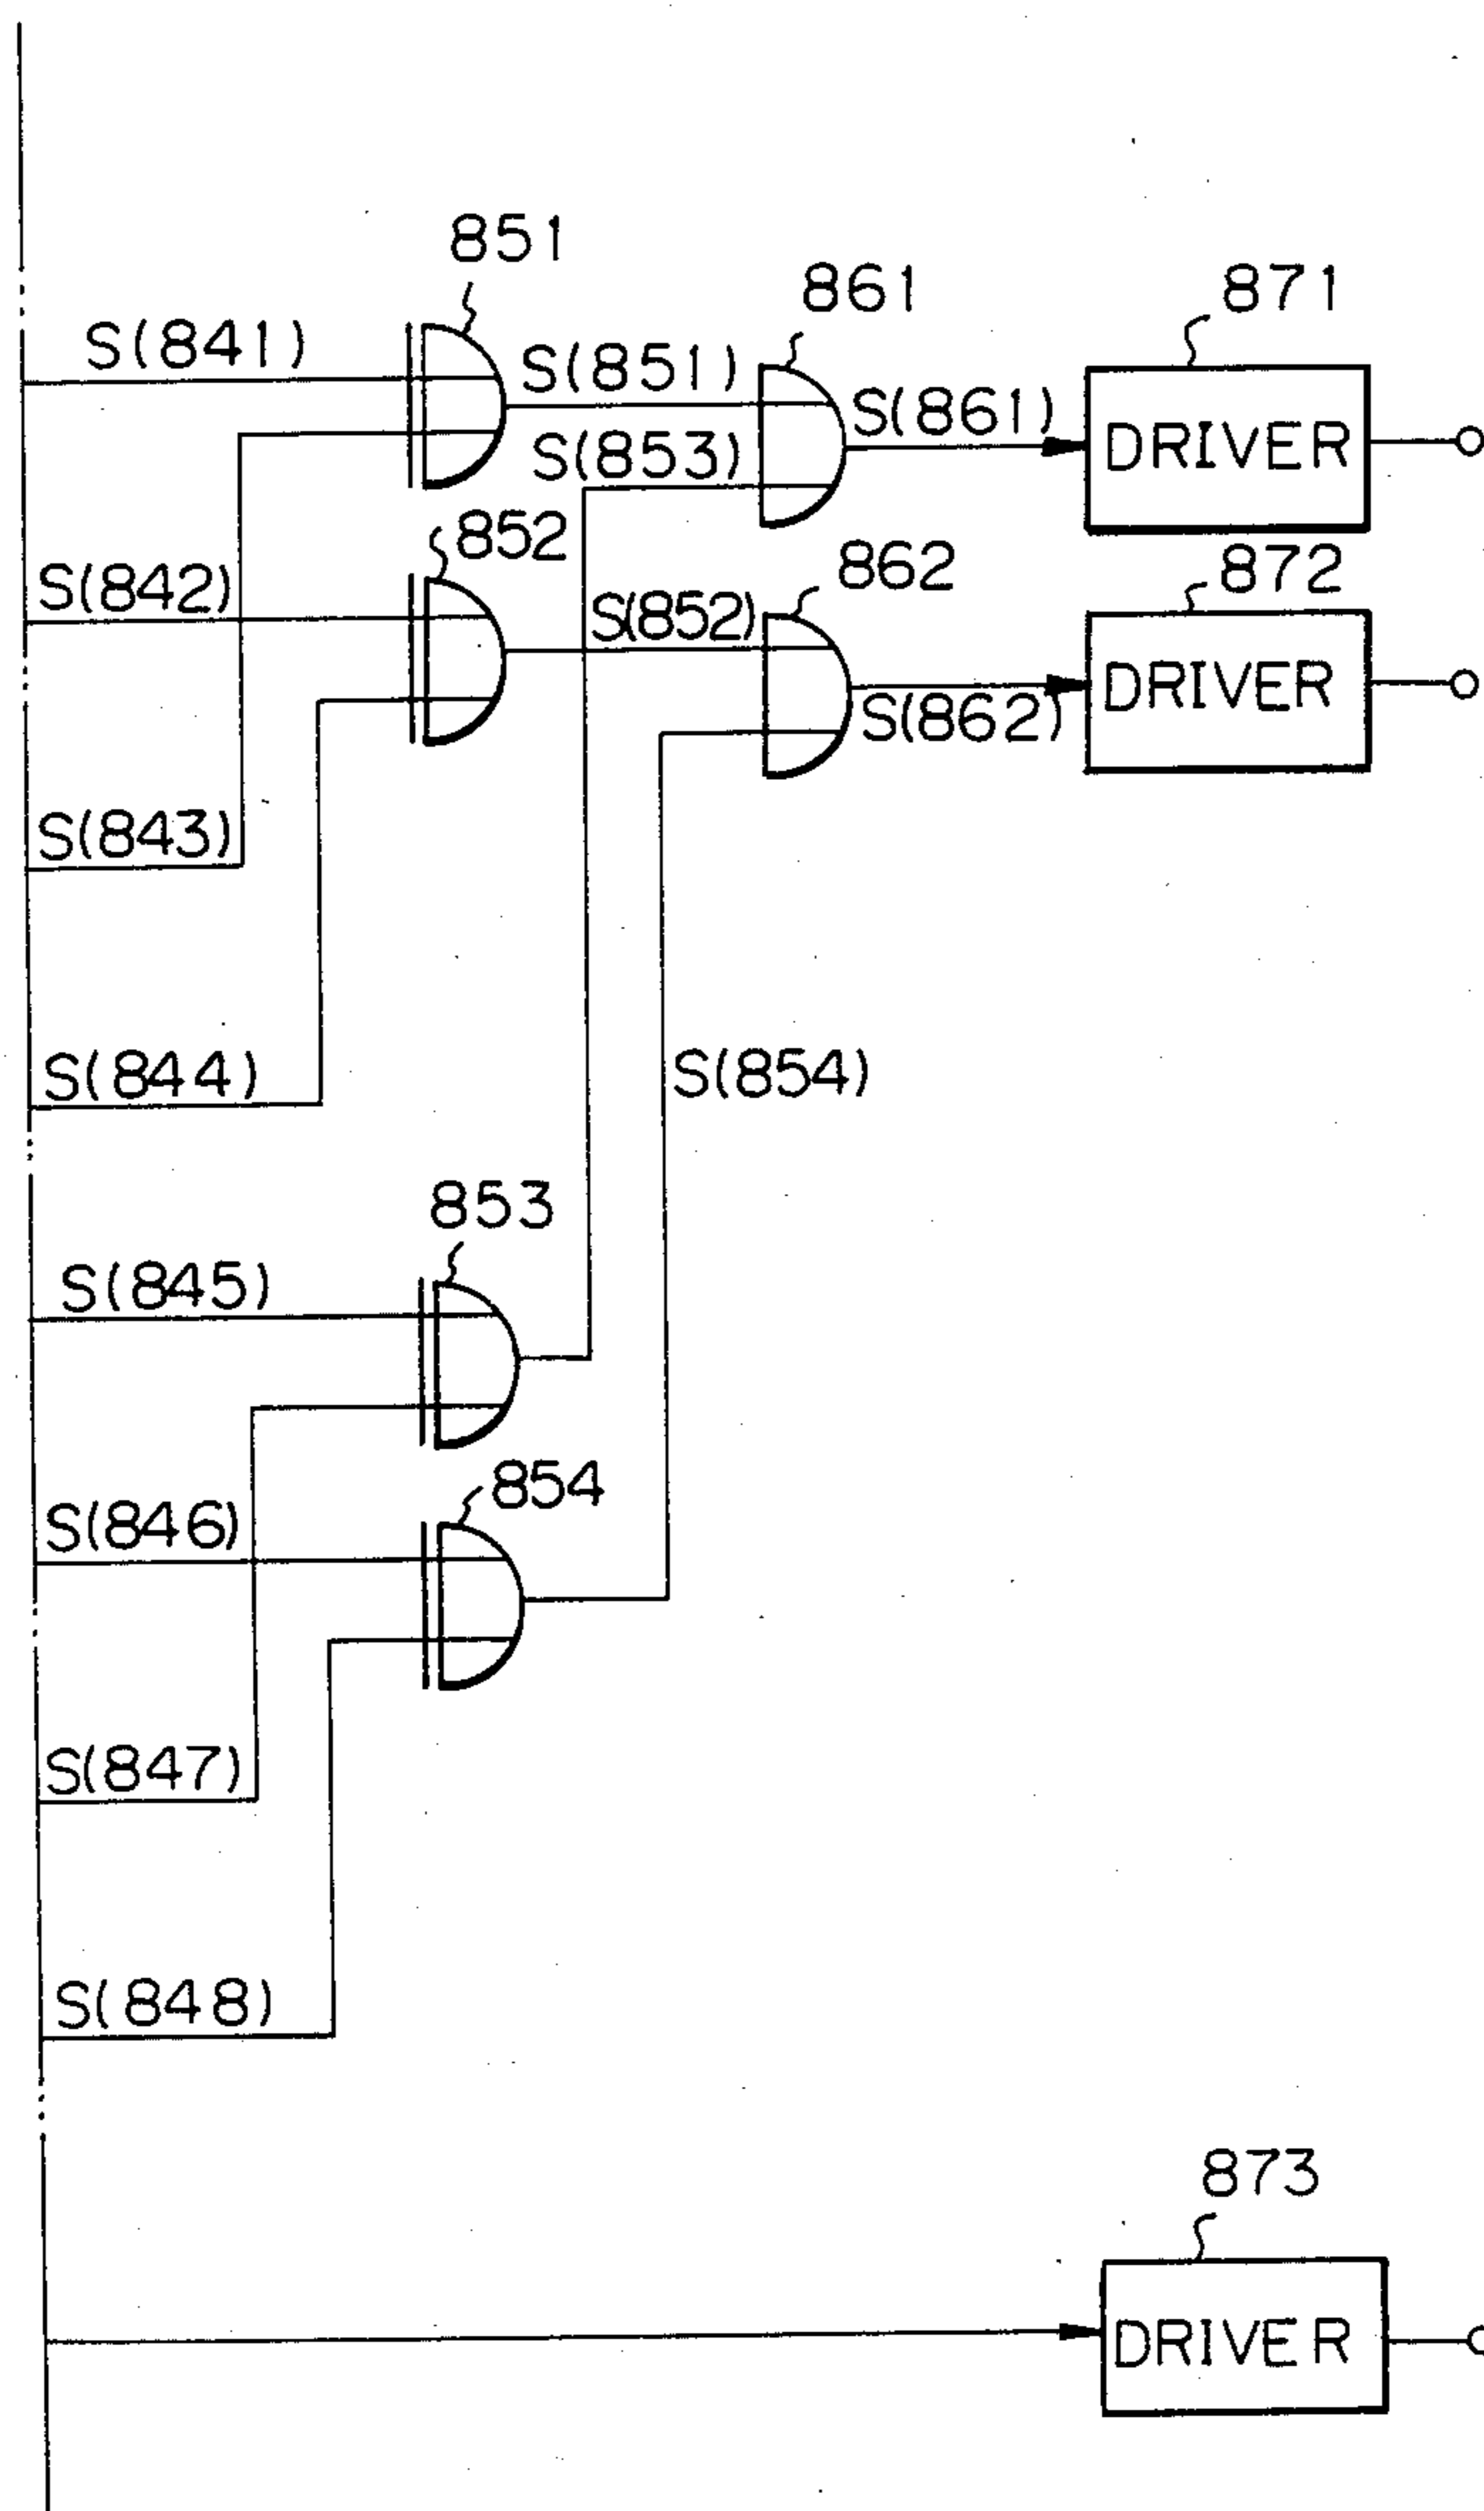 851
861
871
S(841)
S(851)
S(861)
S(853)
DRIVER
852
862
872
S(842)
S(852)
DRIVER
S(862)
S(843)
S(844)
S(854)
853
S(845)
854
S(846)
S(847)
S(848)
873
DRIVER